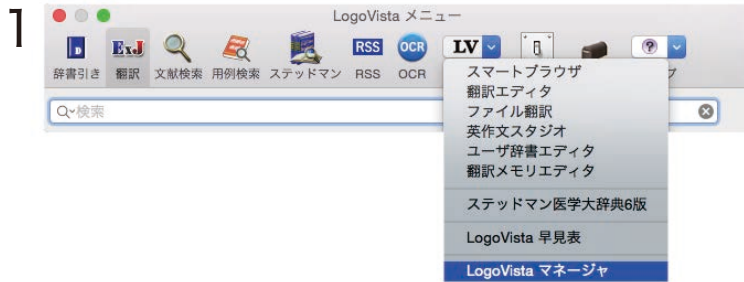 1
LogoVista メニュー
RSS OCR LV
辞書引き 翻訳 文献検索 用例検索 ステッドマン RSS OCR プ
検索
スマートブラウザ
翻訳エディタ
ファイル翻訳
英作文スタジオ
ユーザ辞書エディタ
翻訳メモリエディタ
ステッドマン医学大辞典6版
LogoVista 早見表
LogoVista マネージャ